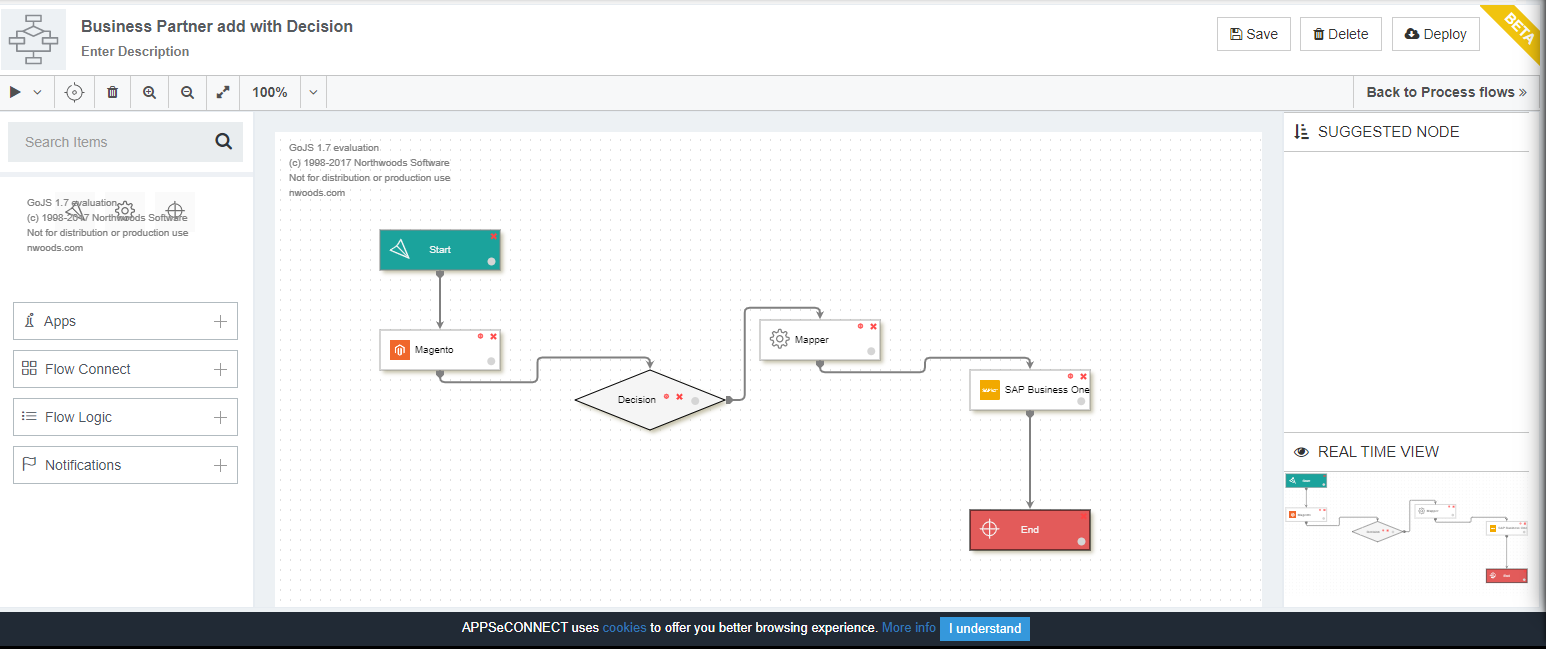 Business Partner add with Decision
Enter Description
Save
Delete
Deploy
BETA
100%
Back to Process flows »
Search Items
GoJS 1.7 evaluation
(c) 1998-2017 Northwoods Software
Not for distribution or production use
nwoods.com
Apps
Flow Connect
Flow Logic
Notifications
GoJS 1.7 evaluation
(c) 1998-2017 Northwoods Software
Not for distribution or production use
nwoods.com
Start
Magento
Decision
Mapper
SAP Business One
End
SUGGESTED NODE
REAL TIME VIEW
APPSeCONNECT uses cookies to offer you better browsing experience. More info I understand